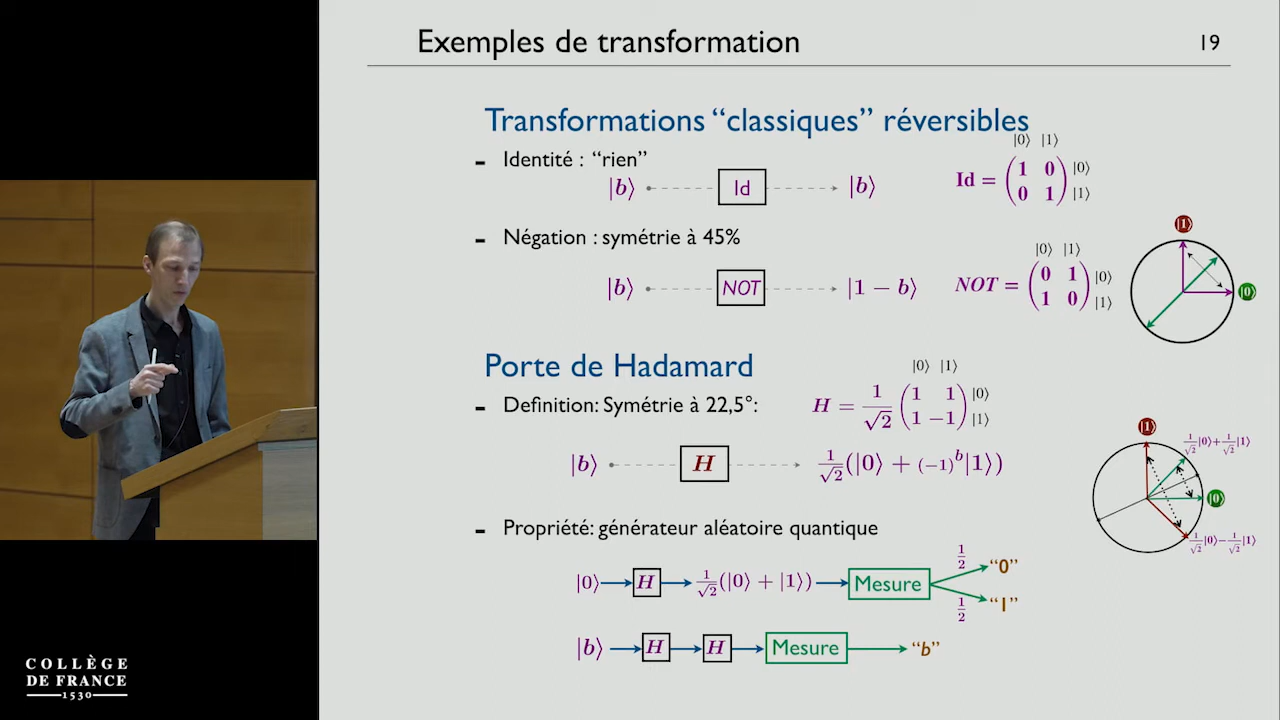 Exemples de transformation
19
Transformations “classiques” réversibles
- Identité : “rien”
|b⟩ Id |b⟩
|0⟩ |1⟩
Id = ( 1 0 ) |0⟩
( 0 1 ) |1⟩
- Négation : symétrie à 45%
|b⟩ NOT |1 − b⟩
|0⟩ |1⟩
NOT = ( 0 1 ) |0⟩
( 1 0 ) |1⟩
|1⟩
|0⟩
Porte de Hadamard
- Definition: Symétrie à 22,5°:
|0⟩ |1⟩
H = 1/√2 ( 1 1 ) |0⟩
( 1 −1 ) |1⟩
|b⟩ H 1/√2(|0⟩ + (−1)ᵇ|1⟩)
|1⟩
1/√2|0⟩+1/√2|1⟩
|0⟩
1/√2|0⟩−1/√2|1⟩
- Propriété: générateur aléatoire quantique
|0⟩ H 1/√2(|0⟩ + |1⟩) Mesure 1/2 “0”
1/2 “1”
|b⟩ H H Mesure “b”
COLLÈGE
DE FRANCE
1530